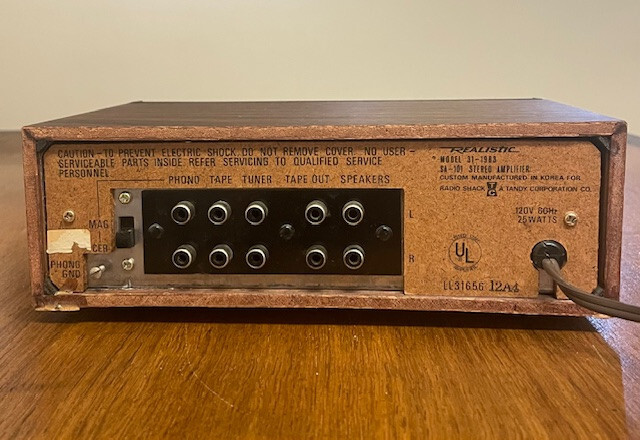 CAUTION—TO PREVENT ELECTRIC SHOCK DO NOT REMOVE COVER. NO USER-
SERVICEABLE PARTS INSIDE REFER SERVICING TO QUALIFIED SERVICE
PERSONNEL
PHONO TAPE TUNER TAPE OUT SPEAKERS
MAG
CER
PHONO
GND
L
R
REALISTIC
MODEL 31-1983
SA-101 STEREO AMPLIFIER
CUSTOM MANUFACTURED IN KOREA FOR
RADIO SHACK TC A TANDY CORPORATION CO.
120V 60Hz
25WATTS
UL
LL31656 12A4